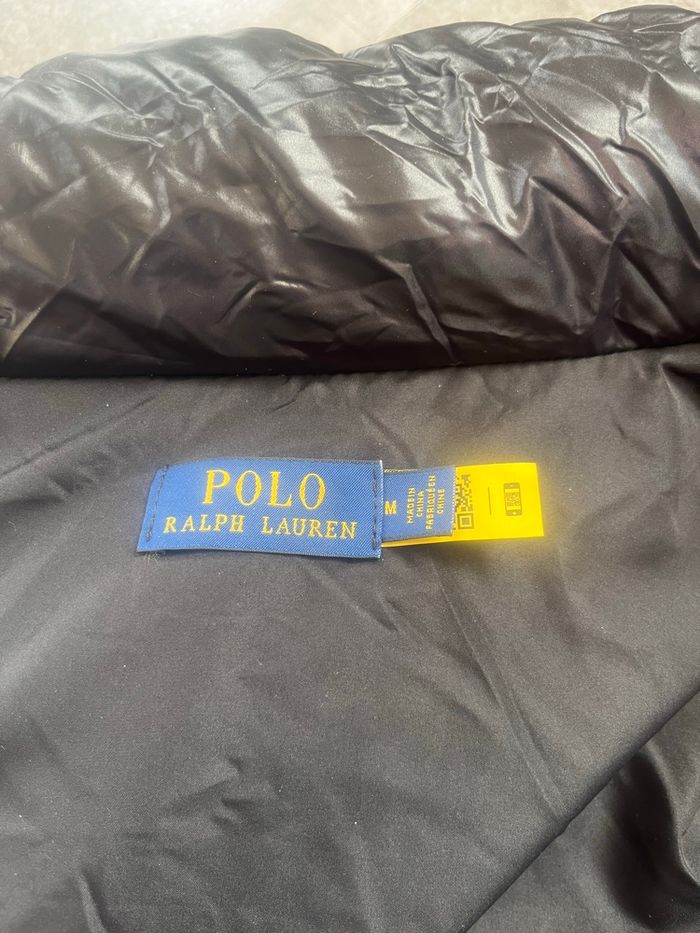 POLO
RALPH LAUREN
M
MADE IN
CHINA
FABRIQUÉ EN
CHINE